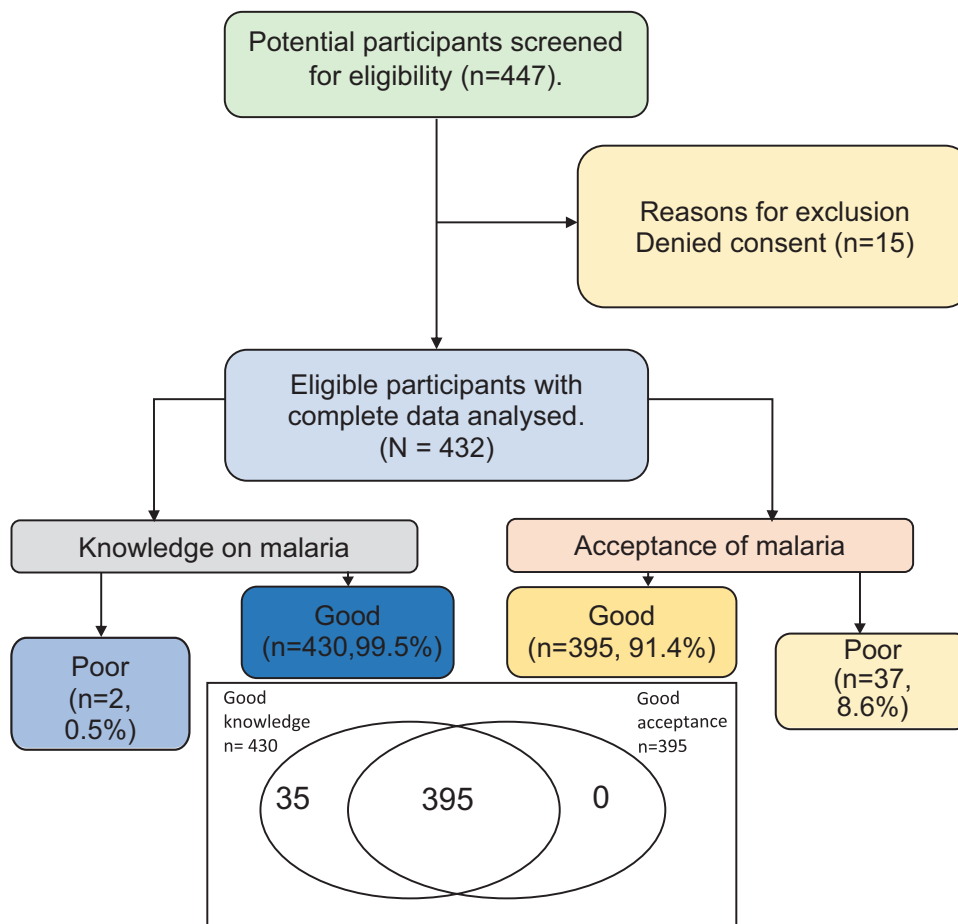 Potential participants screened
for eligibility (n=447).
Reasons for exclusion
Denied consent (n=15)
Eligible participants with
complete data analysed.
(N = 432)
Knowledge on malaria
Acceptance of malaria
Poor
(n=2,
0.5%)
Good
(n=430,99.5%)
Good
(n=395, 91.4%)
Poor
(n=37,
8.6%)
Good
knowledge
n= 430
Good
acceptance
n=395
35
395
0